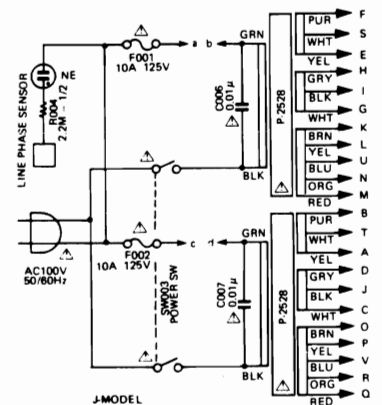 LINE PHASE SENSOR
NE
R004
2.2M - 1/2
F001
10A 125V
a
b
GRN
C006
0.01μ
BLK
P-2528
PUR
WHT
YEL
GRY
BLK
WHT
BRN
YEL
BLU
ORG
RED
F
S
E
H
I
G
K
L
U
N
M
AC100V
50/60Hz
F002
10A 125V
SW003
POWER SW
c
d
GRN
C007
0.01μ
BLK
P-2528
PUR
WHT
YEL
GRY
BLK
WHT
BRN
YEL
BLU
ORG
RED
B
T
A
D
J
C
O
P
V
R
Q
J-MODEL